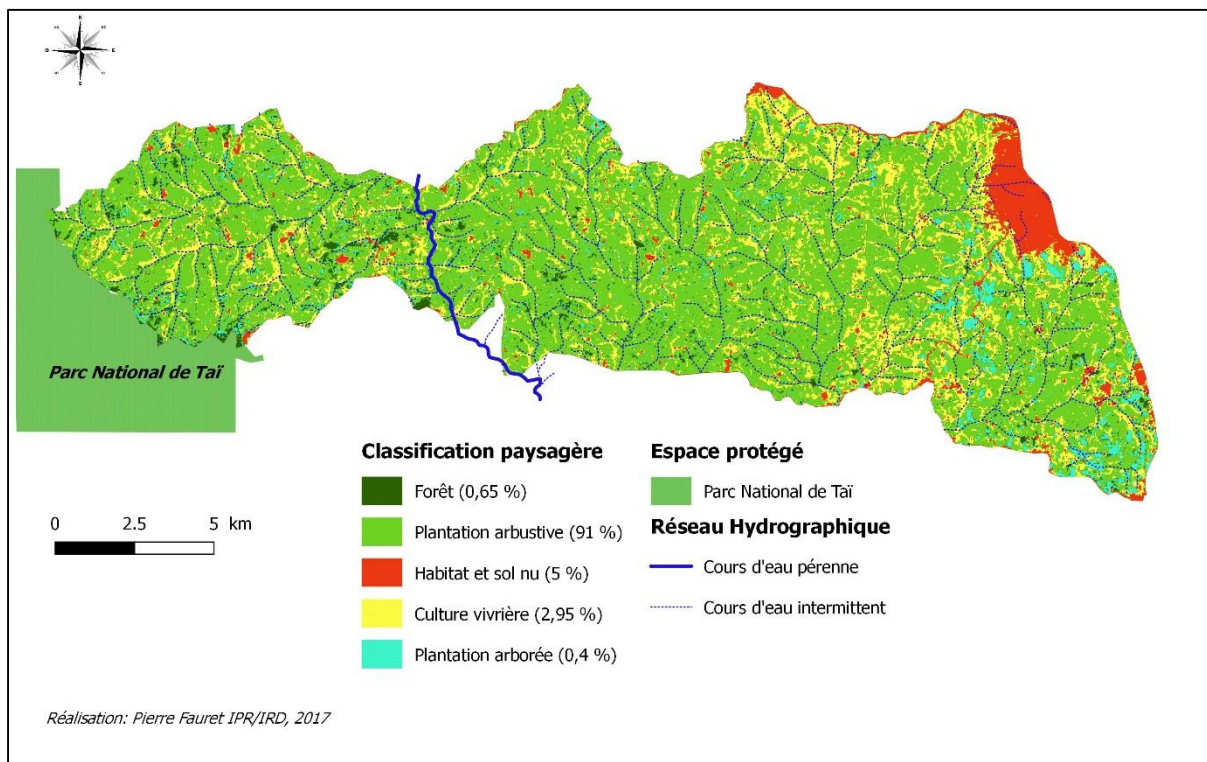 N
O
E
S
Parc National de Taï
0 2.5 5 km
Classification paysagère
Forêt (0,65 %)
Plantation arbustive (91 %)
Habitat et sol nu (5 %)
Culture vivrière (2,95 %)
Plantation arborée (0,4 %)
Espace protégé
Parc National de Taï
Réseau Hydrographique
Cours d'eau pérenne
Cours d'eau intermittent
Réalisation: Pierre Fauret IPR/IRD, 2017